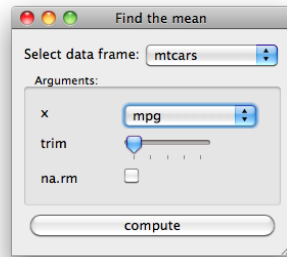 Find the mean
Select data frame: mtcars
Arguments:
x mpg
trim
na.rm
compute